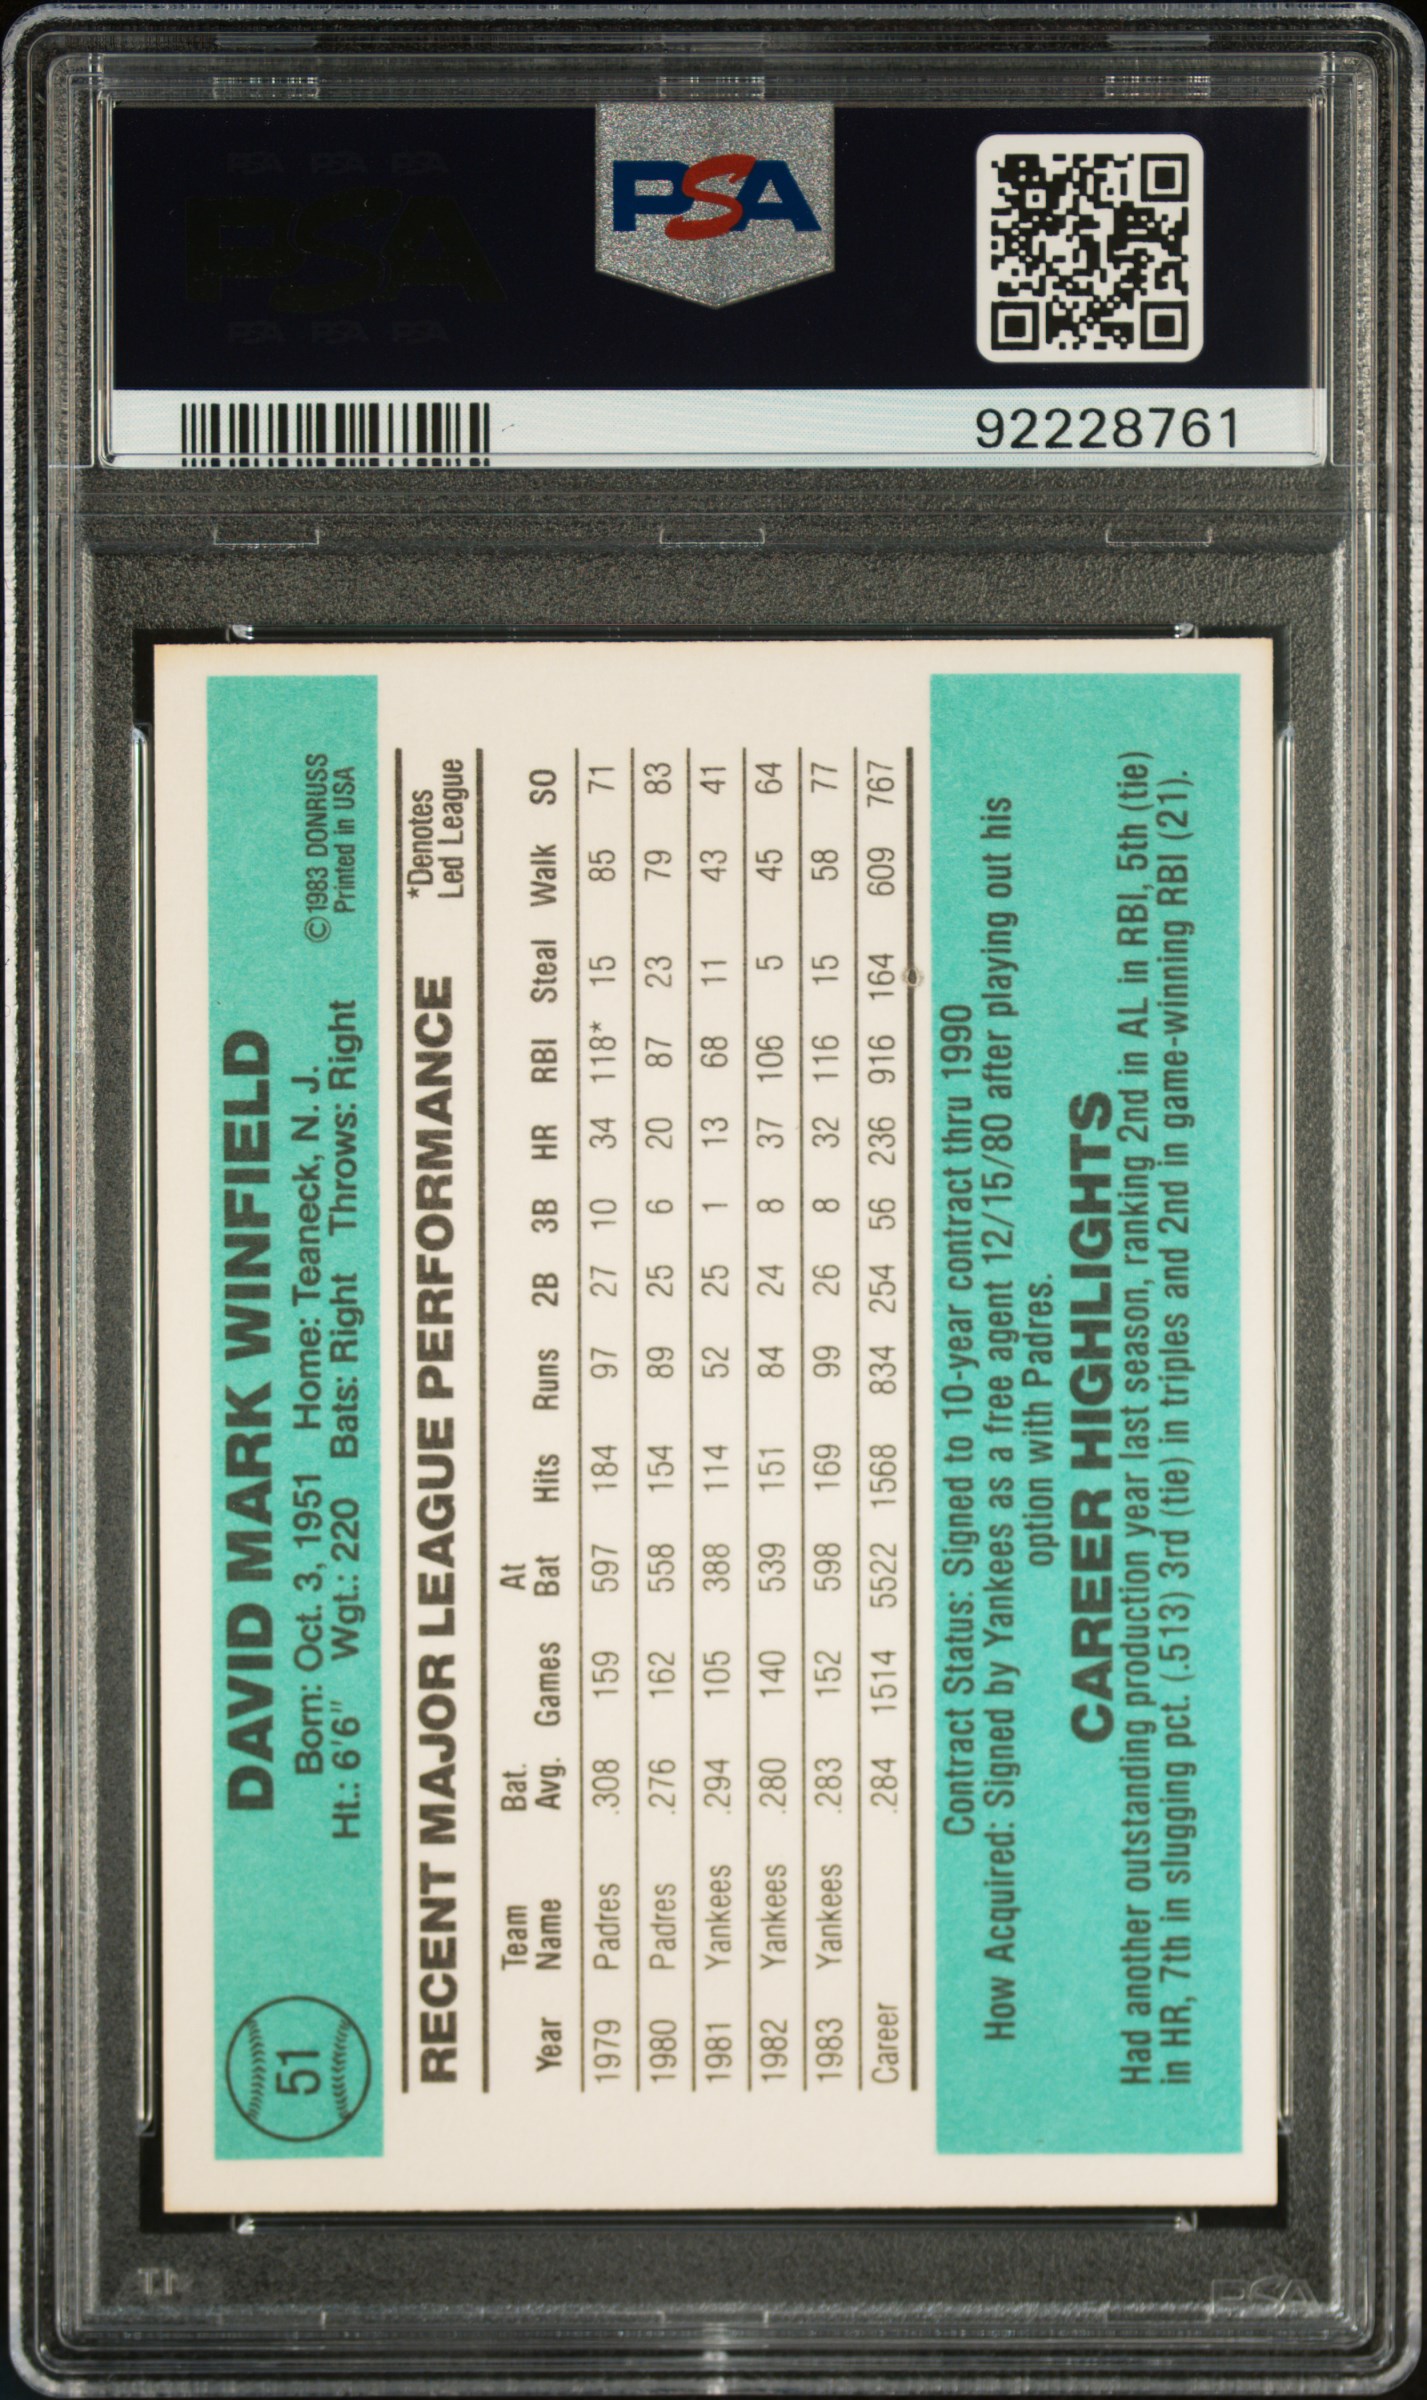 PSA
PSA PSA PSA
PSA
PSA PSA PSA
92228761
51
DAVID MARK WINFIELD
Born: Oct. 3, 1951 Home: Teaneck, N. J.
Ht.: 6'6" Wgt.: 220 Bats: Right Throws: Right
©1983 DONRUSS
Printed in USA
RECENT MAJOR LEAGUE PERFORMANCE
*Denotes
Led League
Year Team Name Bat. Avg. Games At Bat Hits Runs 2B 3B HR RBI Steal Walk SO
1979 Padres .308 159 597 184 97 27 10 34 118* 15 85 71
1980 Padres .276 162 558 154 89 25 6 20 87 23 79 83
1981 Yankees .294 105 388 114 52 25 1 13 68 11 43 41
1982 Yankees .280 140 539 151 84 24 8 37 106 5 45 64
1983 Yankees .283 152 598 169 99 26 8 32 116 15 58 77
Career .284 1514 5522 1568 834 254 56 236 916 164 609 767
Contract Status: Signed to 10-year contract thru 1990
How Acquired: Signed by Yankees as a free agent 12/15/80 after playing out his
option with Padres.
CAREER HIGHLIGHTS
Had another outstanding production year last season, ranking 2nd in AL in RBI, 5th (tie)
in HR, 7th in slugging pct. (.513) 3rd (tie) in triples and 2nd in game-winning RBI (21).
PSA